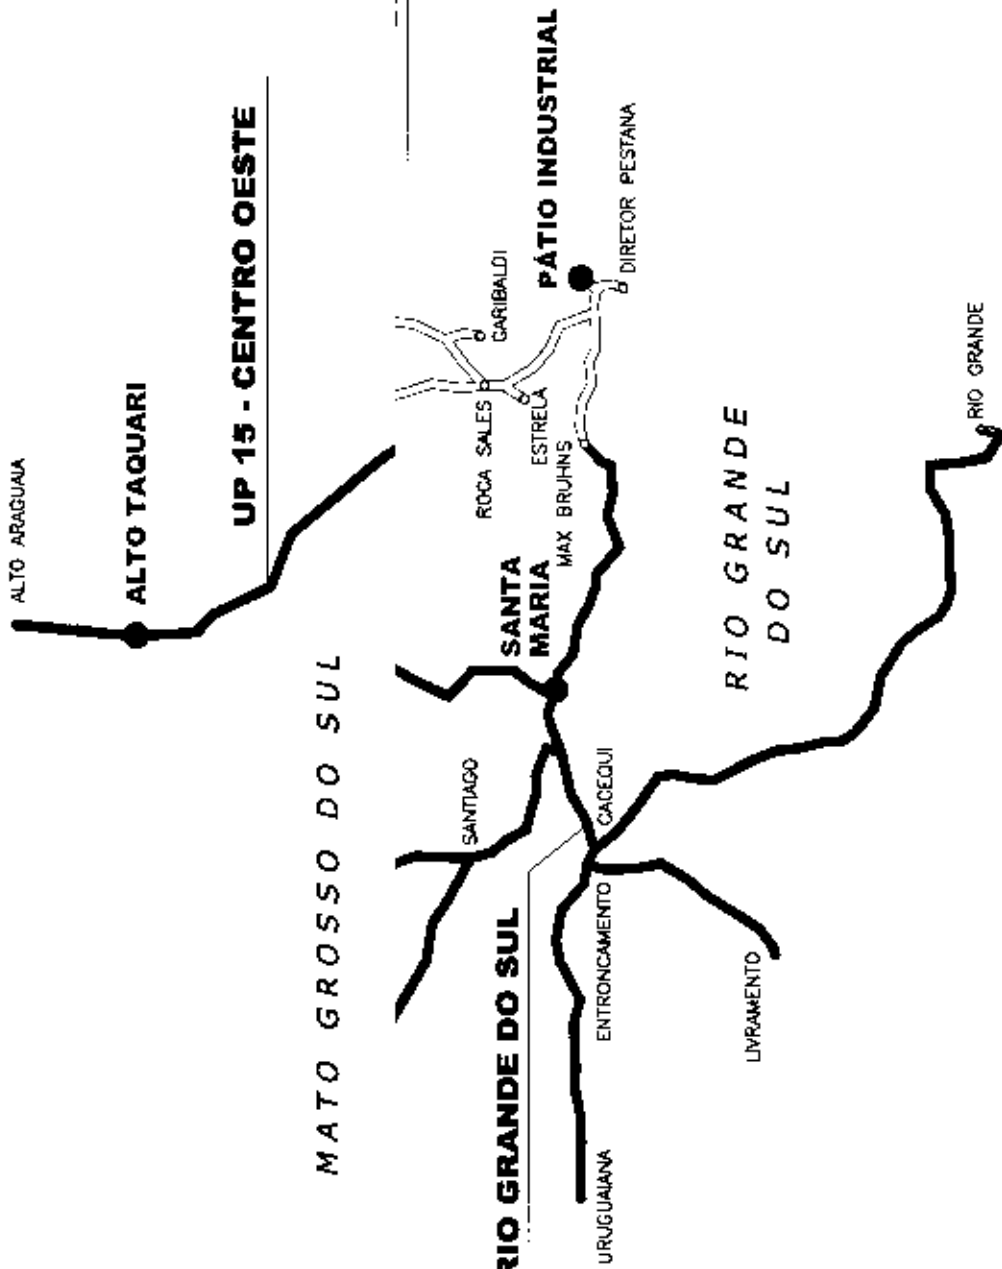 ALTO ARAGUAIA
ALTO TAQUARI
UP 15 - CENTRO OESTE
MATO GROSSO DO SUL
SANTIAGO
ROCA SALES
GARIBALDI
RIO GRANDE DO SUL
SANTA
MARIA
ESTRELA
PÁTIO INDUSTRIAL
MAX BRUHNS
URUGUAIANA
ENTRONCAMENTO
CACEQUI
DIRETOR PESTANA
RIO GRANDE
DO SUL
LIVRAMENTO
RIO GRANDE